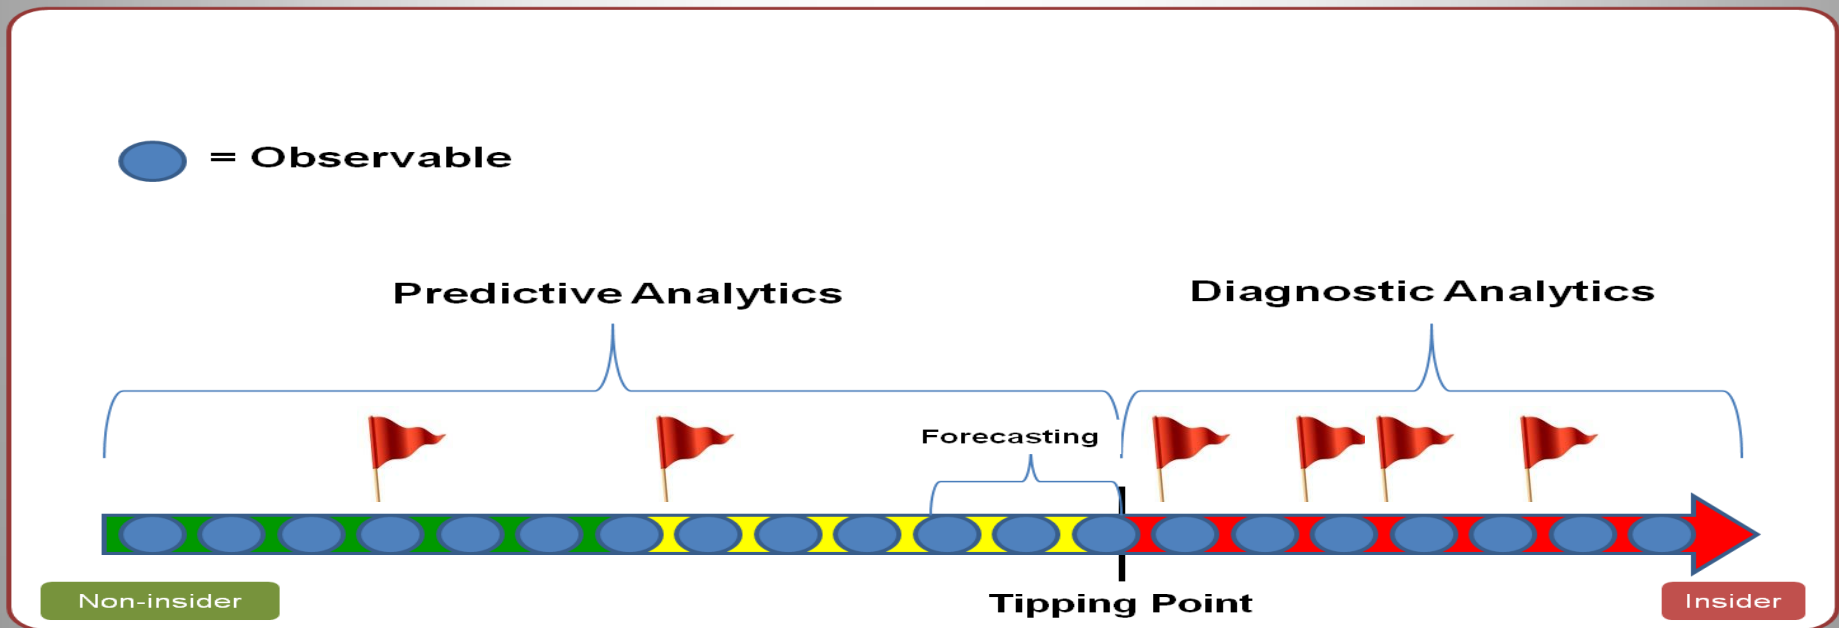 = Observable
Predictive Analytics
Diagnostic Analytics
Forecasting
Non-insider
Tipping Point
Insider